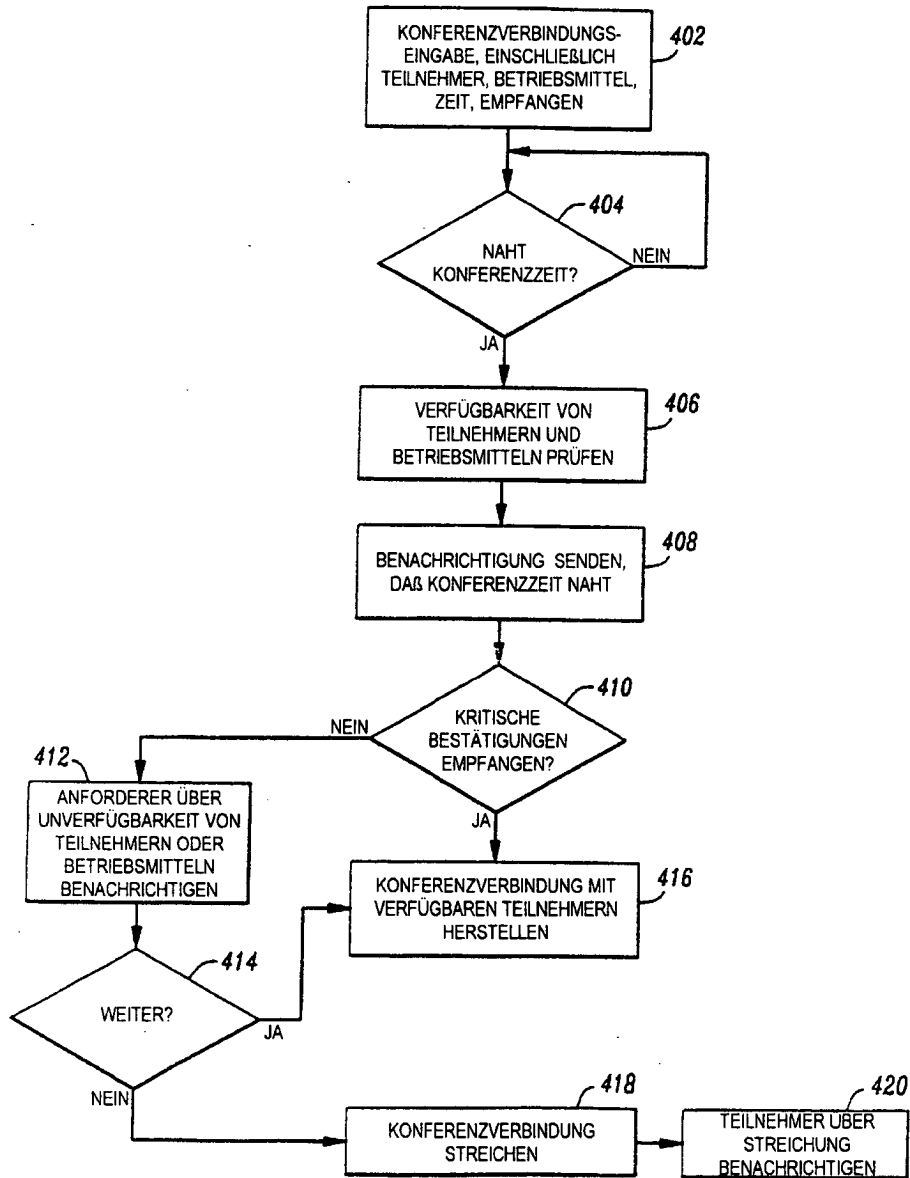 KONFERENZVERBINDUNGS-
EINGABE, EINSCHLIEßLICH
TEILNEHMER, BETRIEBSMITTEL,
ZEIT, EMPFANGEN
402
404
NAHT
KONFERENZZEIT?
NEIN
JA
VERFÜGBARKEIT VON
TEILNEHMERN UND
BETRIEBSMITTELN PRÜFEN
406
BENACHRICHTIGUNG SENDEN,
DAß KONFERENZZEIT NAHT
408
410
KRITISCHE
BESTÄTIGUNGEN
EMPFANGEN?
NEIN
JA
412
ANFORDERER ÜBER
UNVERFÜGBARKEIT VON
TEILNEHMERN ODER
BETRIEBSMITTELN
BENACHRICHTIGEN
KONFERENZVERBINDUNG MIT
VERFÜGBAREN TEILNEHMERN
HERSTELLEN
416
414
WEITER?
JA
NEIN
418
KONFERENZVERBINDUNG
STREICHEN
420
TEILNEHMER ÜBER
STREICHUNG
BENACHRICHTIGEN